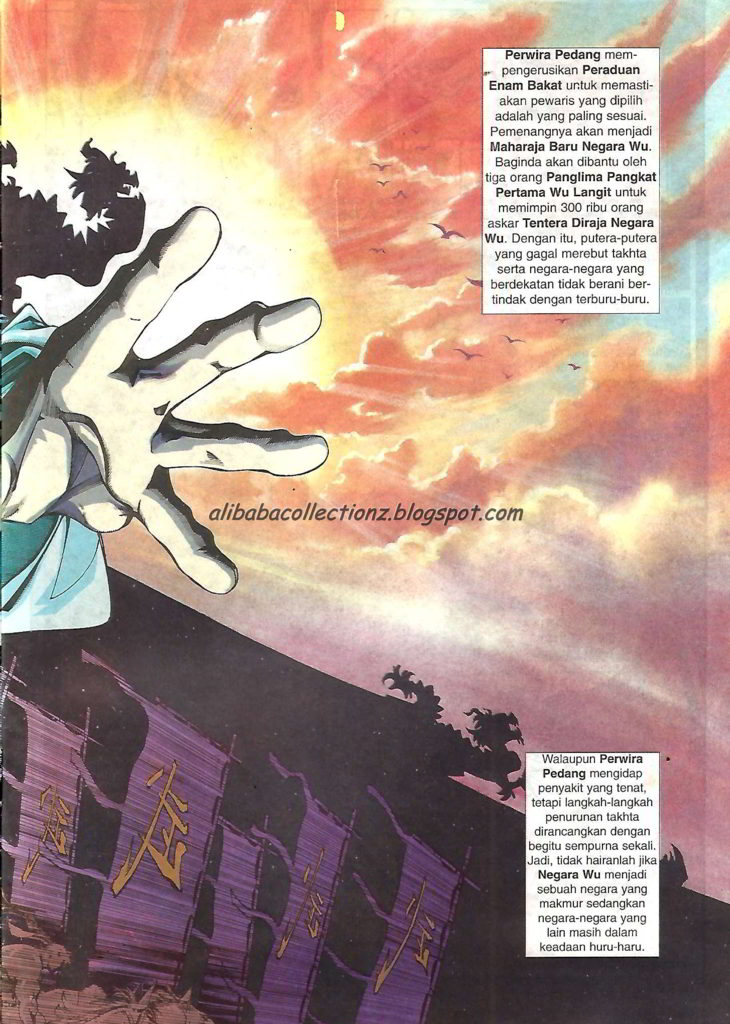 Perwira Pedang mem-
pengerusikan Peraduan
Enam Bakat untuk memasti-
akan pewaris yang dipilih
adalah yang paling sesuai.
Pemenangnya akan menjadi
Maharaja Baru Negara Wu.
Baginda akan dibantu oleh
tiga orang Panglima Pangkat
Pertama Wu Langit untuk
memimpin 300 ribu orang
askar Tentera Diraja Negara
Wu. Dengan itu, putera-putera
yang gagal merebut takhta
serta negara-negara yang
berdekatan tidak berani ber-
tindak dengan terburu-buru.
alibabacollectionz.blogspot.com
Walaupun Perwira
Pedang mengidap
penyakit yang tenat,
tetapi langkah-langkah
penurunan takhta
dirancangkan dengan
begitu sempurna sekali.
Jadi, tidak hairanlah jika
Negara Wu menjadi
sebuah negara yang
makmur sedangkan
negara-negara yang
lain masih dalam
keadaan huru-haru.